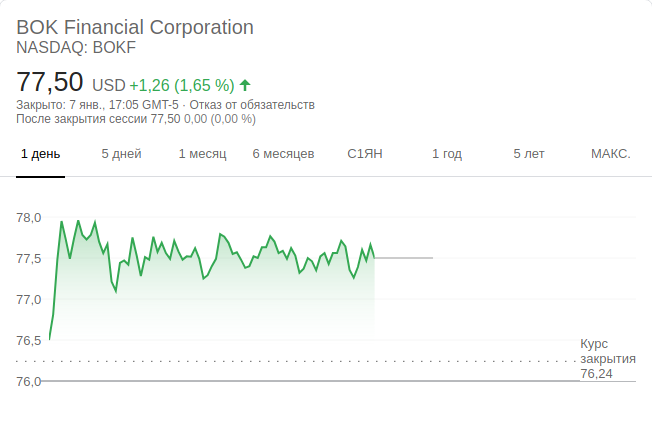 BOK Financial Corporation
NASDAQ: BOKF
77,50 USD +1,26 (1,65 %)
Закрыто: 7 янв., 17:05 GMT-5 · Отказ от обязательств
После закрытия сессии 77,50 0,00 (0,00 %)
1 день 5 дней 1 месяц 6 месяцев С1ЯН 1 год 5 лет МАКС.
78,0
77,5
77,0
76,5
Курс
закрытия
76,24
76,0